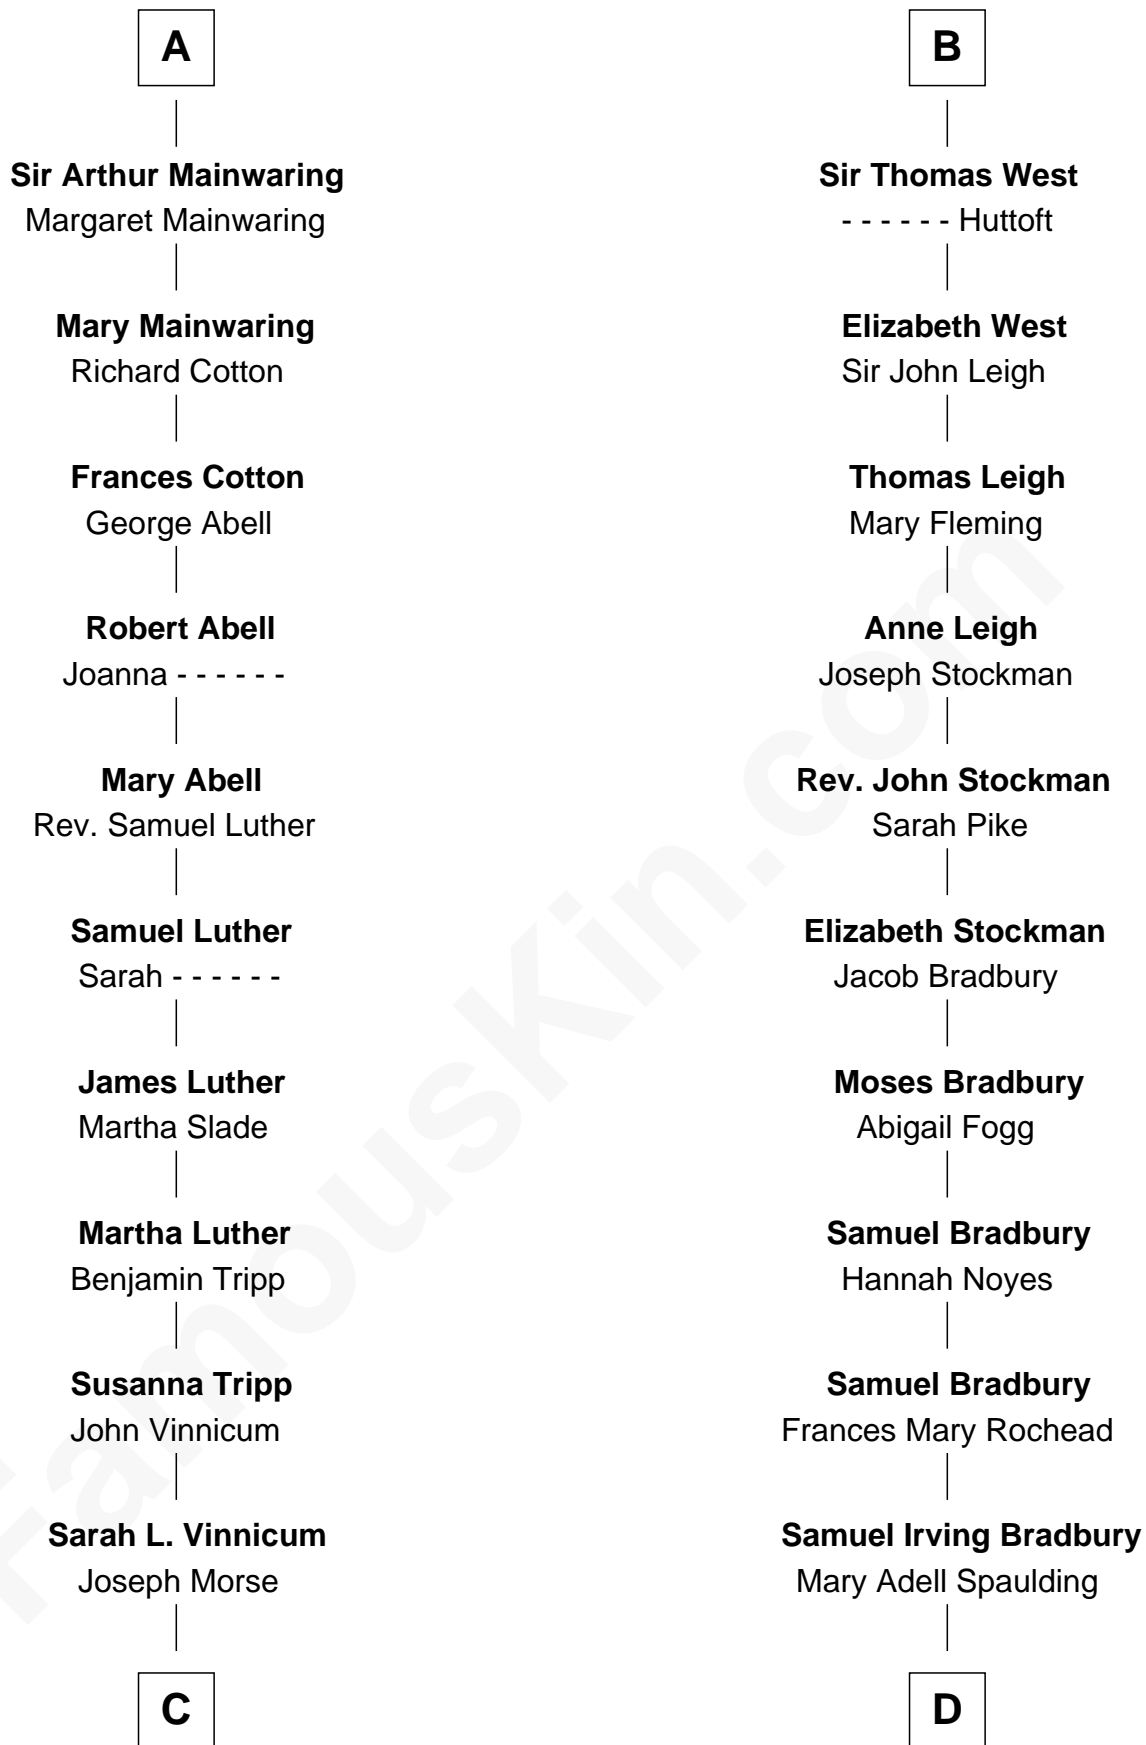 A
Sir Arthur Mainwaring
Margaret Mainwaring
Mary Mainwaring
Richard Cotton
Frances Cotton
George Abell
Robert Abell
Joanna - - - - - -
Mary Abell
Rev. Samuel Luther
Samuel Luther
Sarah - - - - - -
James Luther
Martha Slade
Martha Luther
Benjamin Tripp
Susanna Tripp
John Vinnicum
Sarah L. Vinnicum
Joseph Morse
C
B
Sir Thomas West
- - - - - - Huttoft
Elizabeth West
Sir John Leigh
Thomas Leigh
Mary Fleming
Anne Leigh
Joseph Stockman
Rev. John Stockman
Sarah Pike
Elizabeth Stockman
Jacob Bradbury
Moses Bradbury
Abigail Fogg
Samuel Bradbury
Hannah Noyes
Samuel Bradbury
Frances Mary Rochead
Samuel Irving Bradbury
Mary Adell Spaulding
D
FamousKin.com